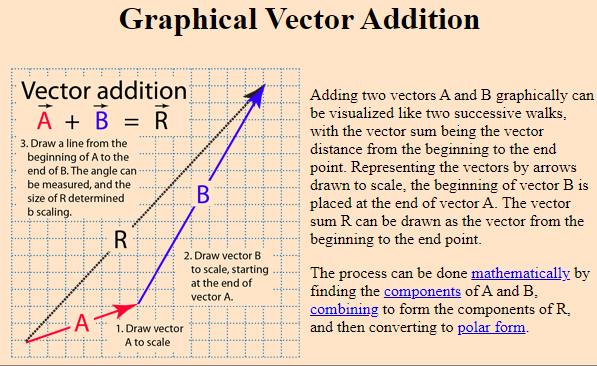 Graphical Vector Addition
Vector addition
A + B = R
3. Draw a line from the
beginning of A to the
end of B. The angle can
be measured, and the
size of R determined
b scaling.
B
R
2. Draw vector B
to scale, starting
at the end of
vector A.
A
1. Draw vector
A to scale
Adding two vectors A and B graphically can
be visualized like two successive walks,
with the vector sum being the vector
distance from the beginning to the end
point. Representing the vectors by arrows
drawn to scale, the beginning of vector B is
placed at the end of vector A. The vector
sum R can be drawn as the vector from the
beginning to the end point.
The process can be done mathematically by
finding the components of A and B,
combining to form the components of R,
and then converting to polar form.